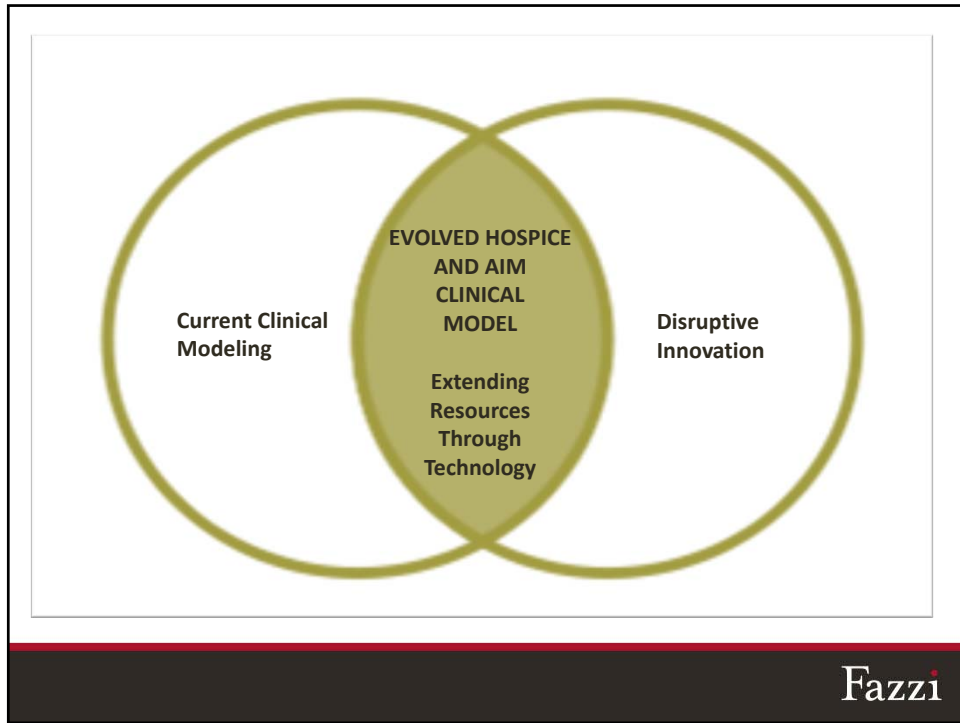 Current Clinical
Modeling
EVOLVED HOSPICE
AND AIM
CLINICAL
MODEL
Extending
Resources
Through
Technology
Disruptive
Innovation
Fazzi